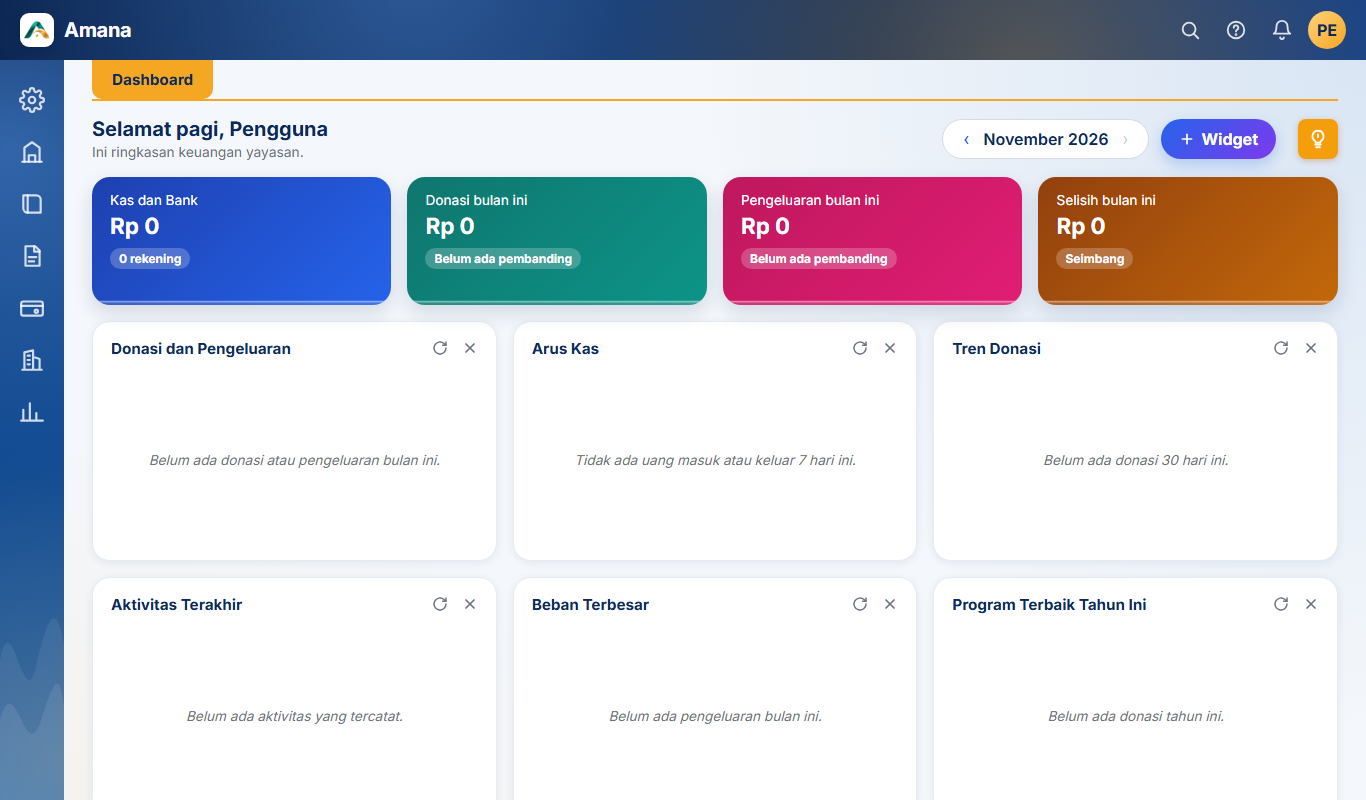 Amana
PE
Dashboard
Selamat pagi, Pengguna
Ini ringkasan keuangan yayasan.
‹ November 2026 ›
+ Widget
Kas dan Bank
Rp 0
0 rekening
Donasi bulan ini
Rp 0
Belum ada pembanding
Pengeluaran bulan ini
Rp 0
Belum ada pembanding
Selisih bulan ini
Rp 0
Seimbang
Donasi dan Pengeluaran
Belum ada donasi atau pengeluaran bulan ini.
Arus Kas
Tidak ada uang masuk atau keluar 7 hari ini.
Tren Donasi
Belum ada donasi 30 hari ini.
Aktivitas Terakhir
Belum ada aktivitas yang tercatat.
Beban Terbesar
Belum ada pengeluaran bulan ini.
Program Terbaik Tahun Ini
Belum ada donasi tahun ini.